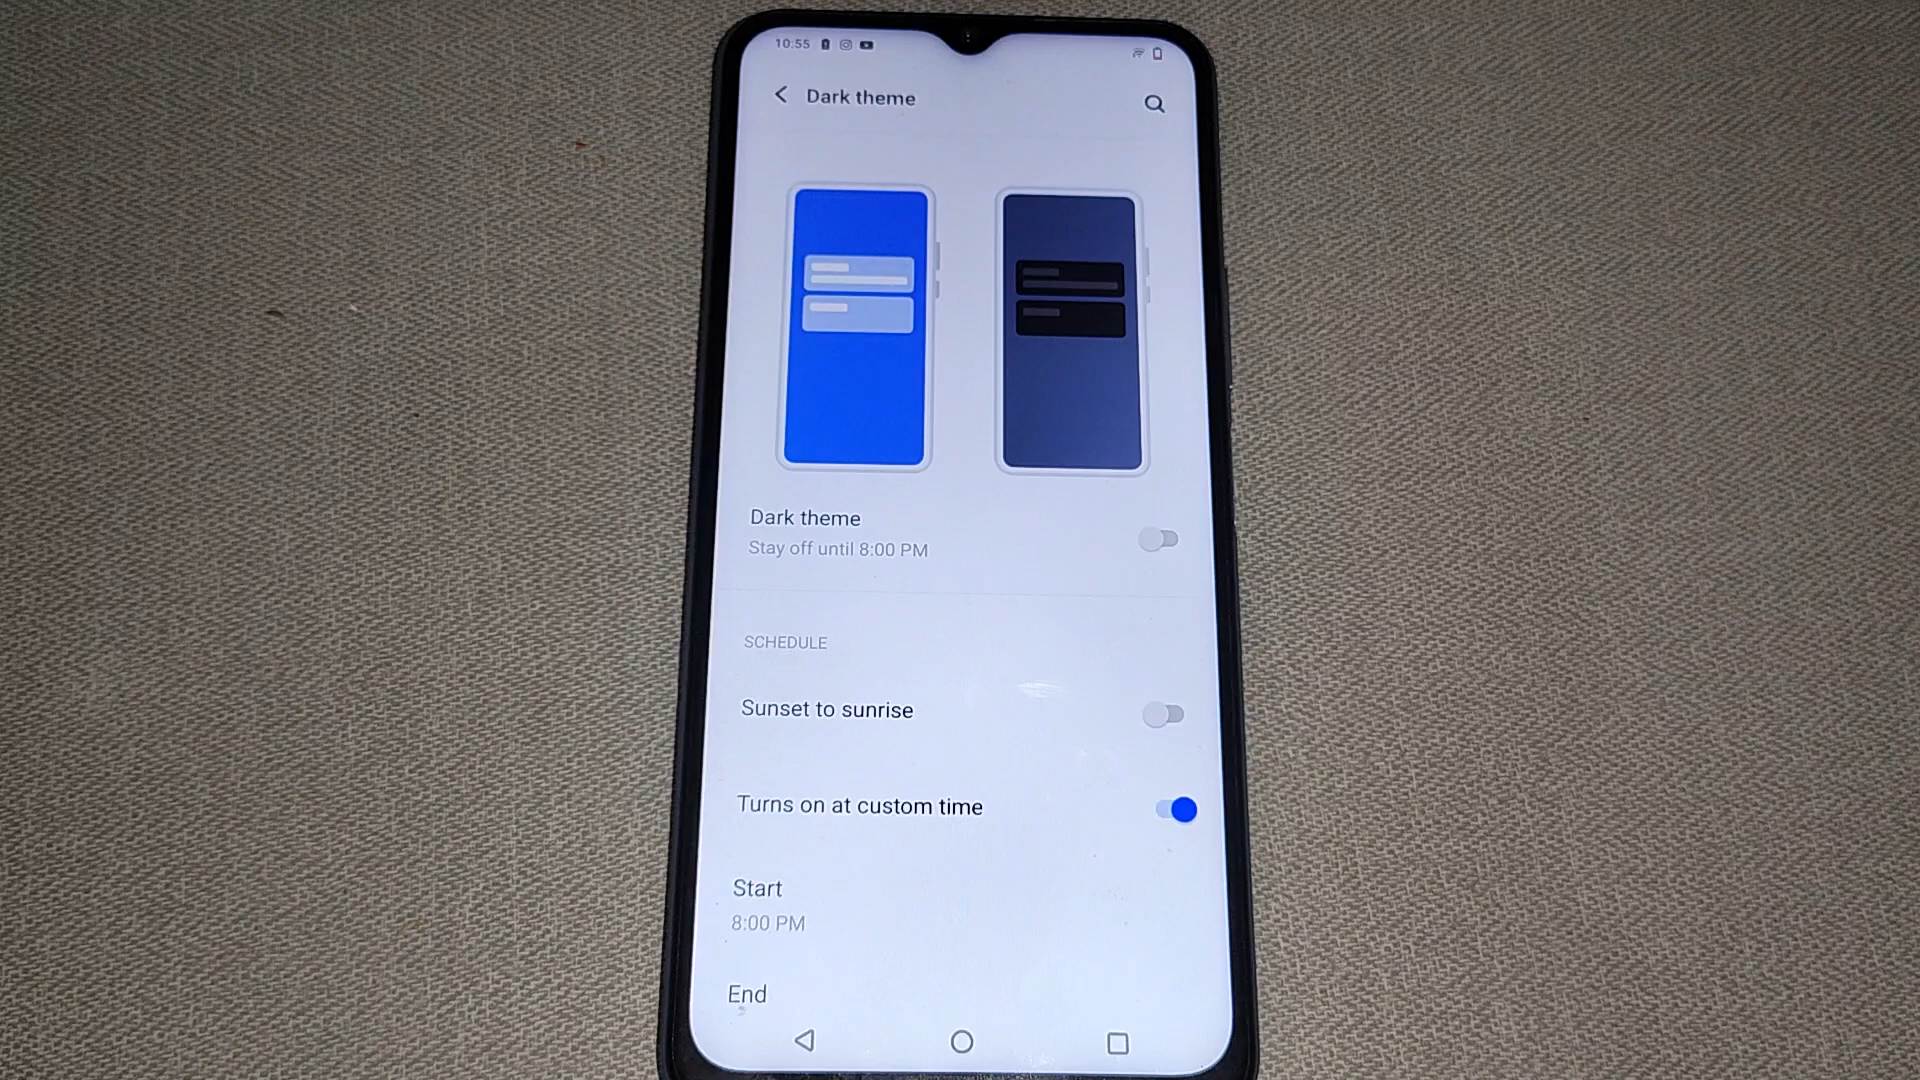 10:55
Dark theme
Dark theme
Stay off until 8:00 PM
SCHEDULE
Sunset to sunrise
Turns on at custom time
Start
8:00 PM
End